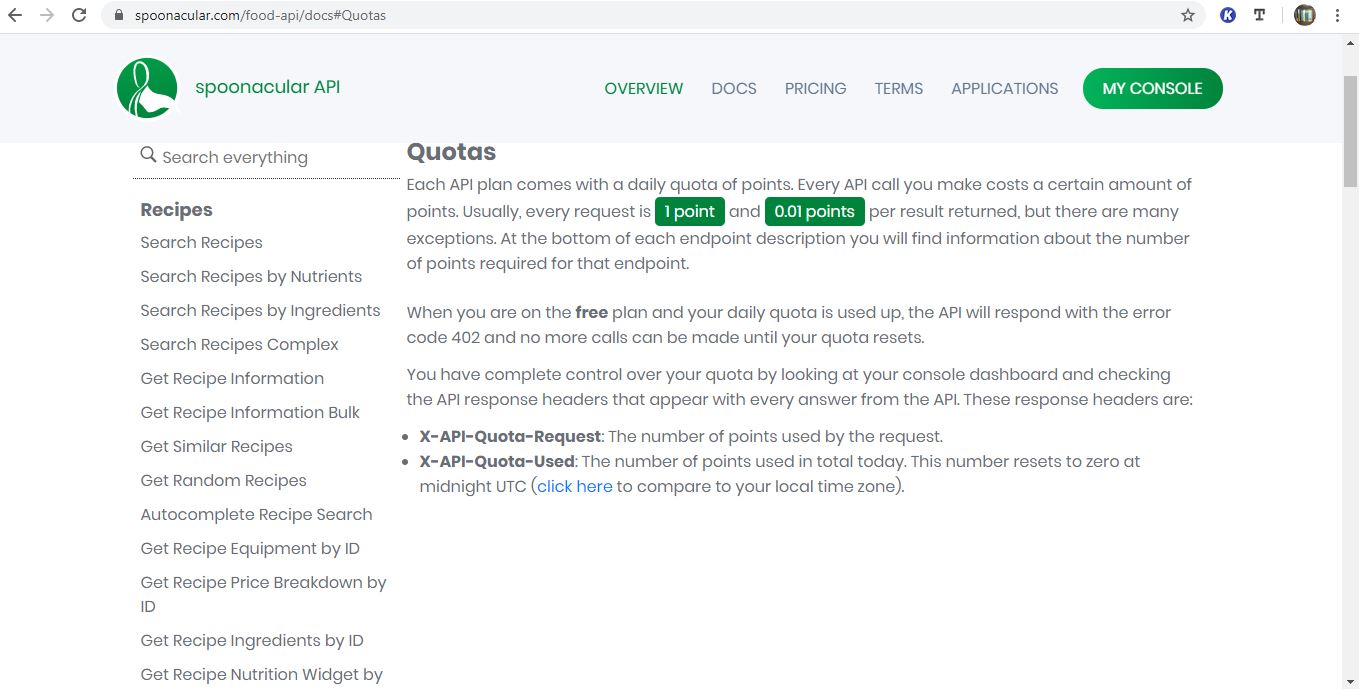 spoonacular.com/food-api/docs#Quotas
K
T
spoonacular API
OVERVIEW
DOCS
PRICING
TERMS
APPLICATIONS
MY CONSOLE
Search everything
Recipes
Search Recipes
Search Recipes by Nutrients
Search Recipes by Ingredients
Search Recipes Complex
Get Recipe Information
Get Recipe Information Bulk
Get Similar Recipes
Get Random Recipes
Autocomplete Recipe Search
Get Recipe Equipment by ID
Get Recipe Price Breakdown by
ID
Get Recipe Ingredients by ID
Get Recipe Nutrition Widget by
Quotas
Each API plan comes with a daily quota of points. Every API call you make costs a certain amount of
points. Usually, every request is 1 point and 0.01 points per result returned, but there are many
exceptions. At the bottom of each endpoint description you will find information about the number
of points required for that endpoint.
When you are on the free plan and your daily quota is used up, the API will respond with the error
code 402 and no more calls can be made until your quota resets.
You have complete control over your quota by looking at your console dashboard and checking
the API response headers that appear with every answer from the API. These response headers are:
• X-API-Quota-Request: The number of points used by the request.
• X-API-Quota-Used: The number of points used in total today. This number resets to zero at
midnight UTC (click here to compare to your local time zone).